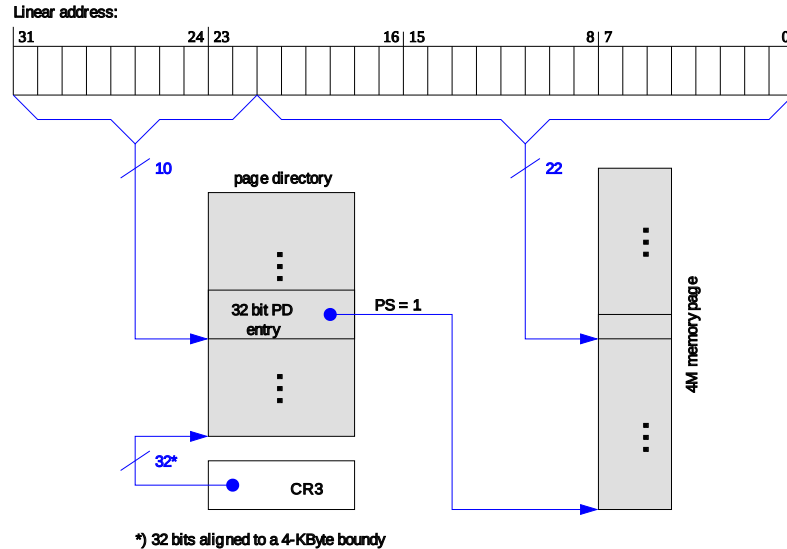 Linear address:
31 24 23 16 15 8 7 0
10 22
page directory
32 bit PD
entry
PS = 1
4M memory page
32*
CR3
*) 32 bits aligned to a 4-KByte boundy